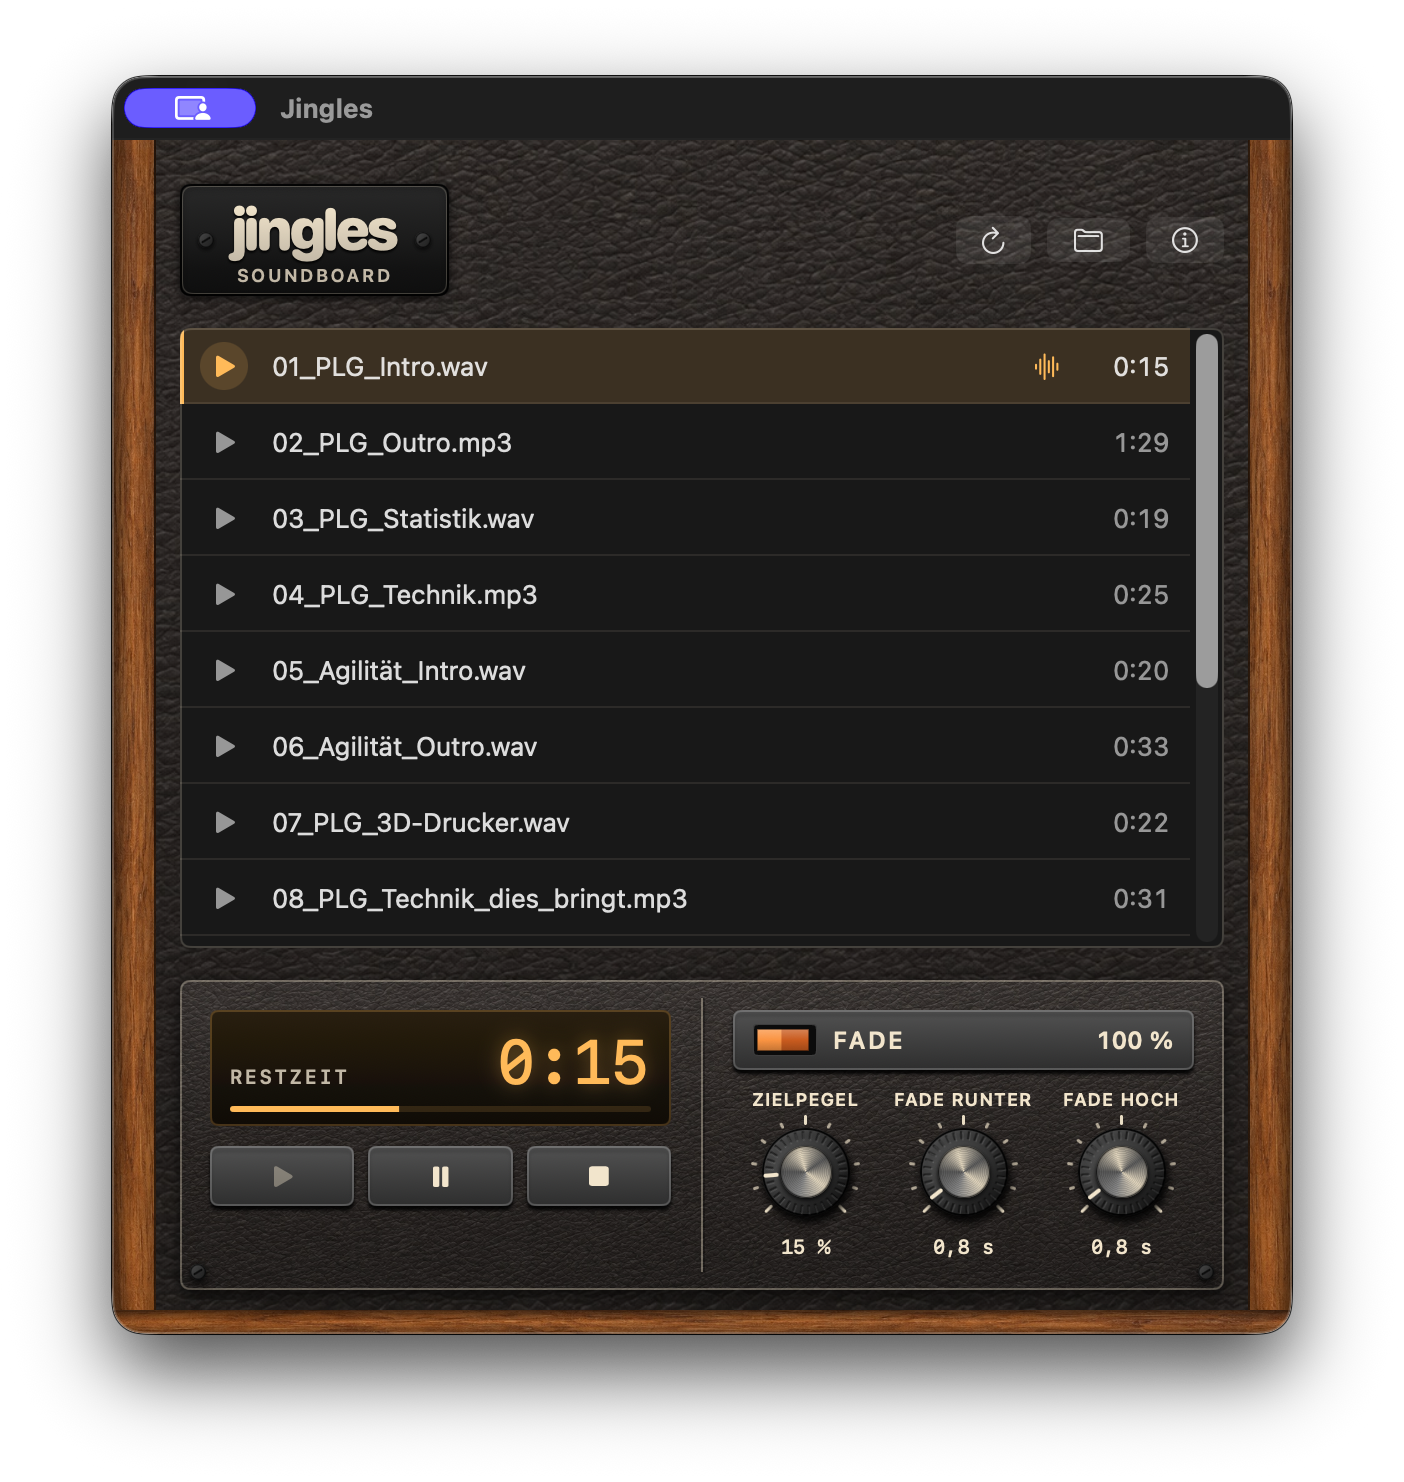 Jingles
jingles
SOUNDBOARD
01_PLG_Intro.wav 0:15
02_PLG_Outro.mp3 1:29
03_PLG_Statistik.wav 0:19
04_PLG_Technik.mp3 0:25
05_Agilität_Intro.wav 0:20
06_Agilität_Outro.wav 0:33
07_PLG_3D-Drucker.wav 0:22
08_PLG_Technik_dies_bringt.mp3 0:31
RESTZEIT 0:15
FADE 100 %
ZIELPEGEL FADE RUNTER FADE HOCH
15 % 0,8 s 0,8 s